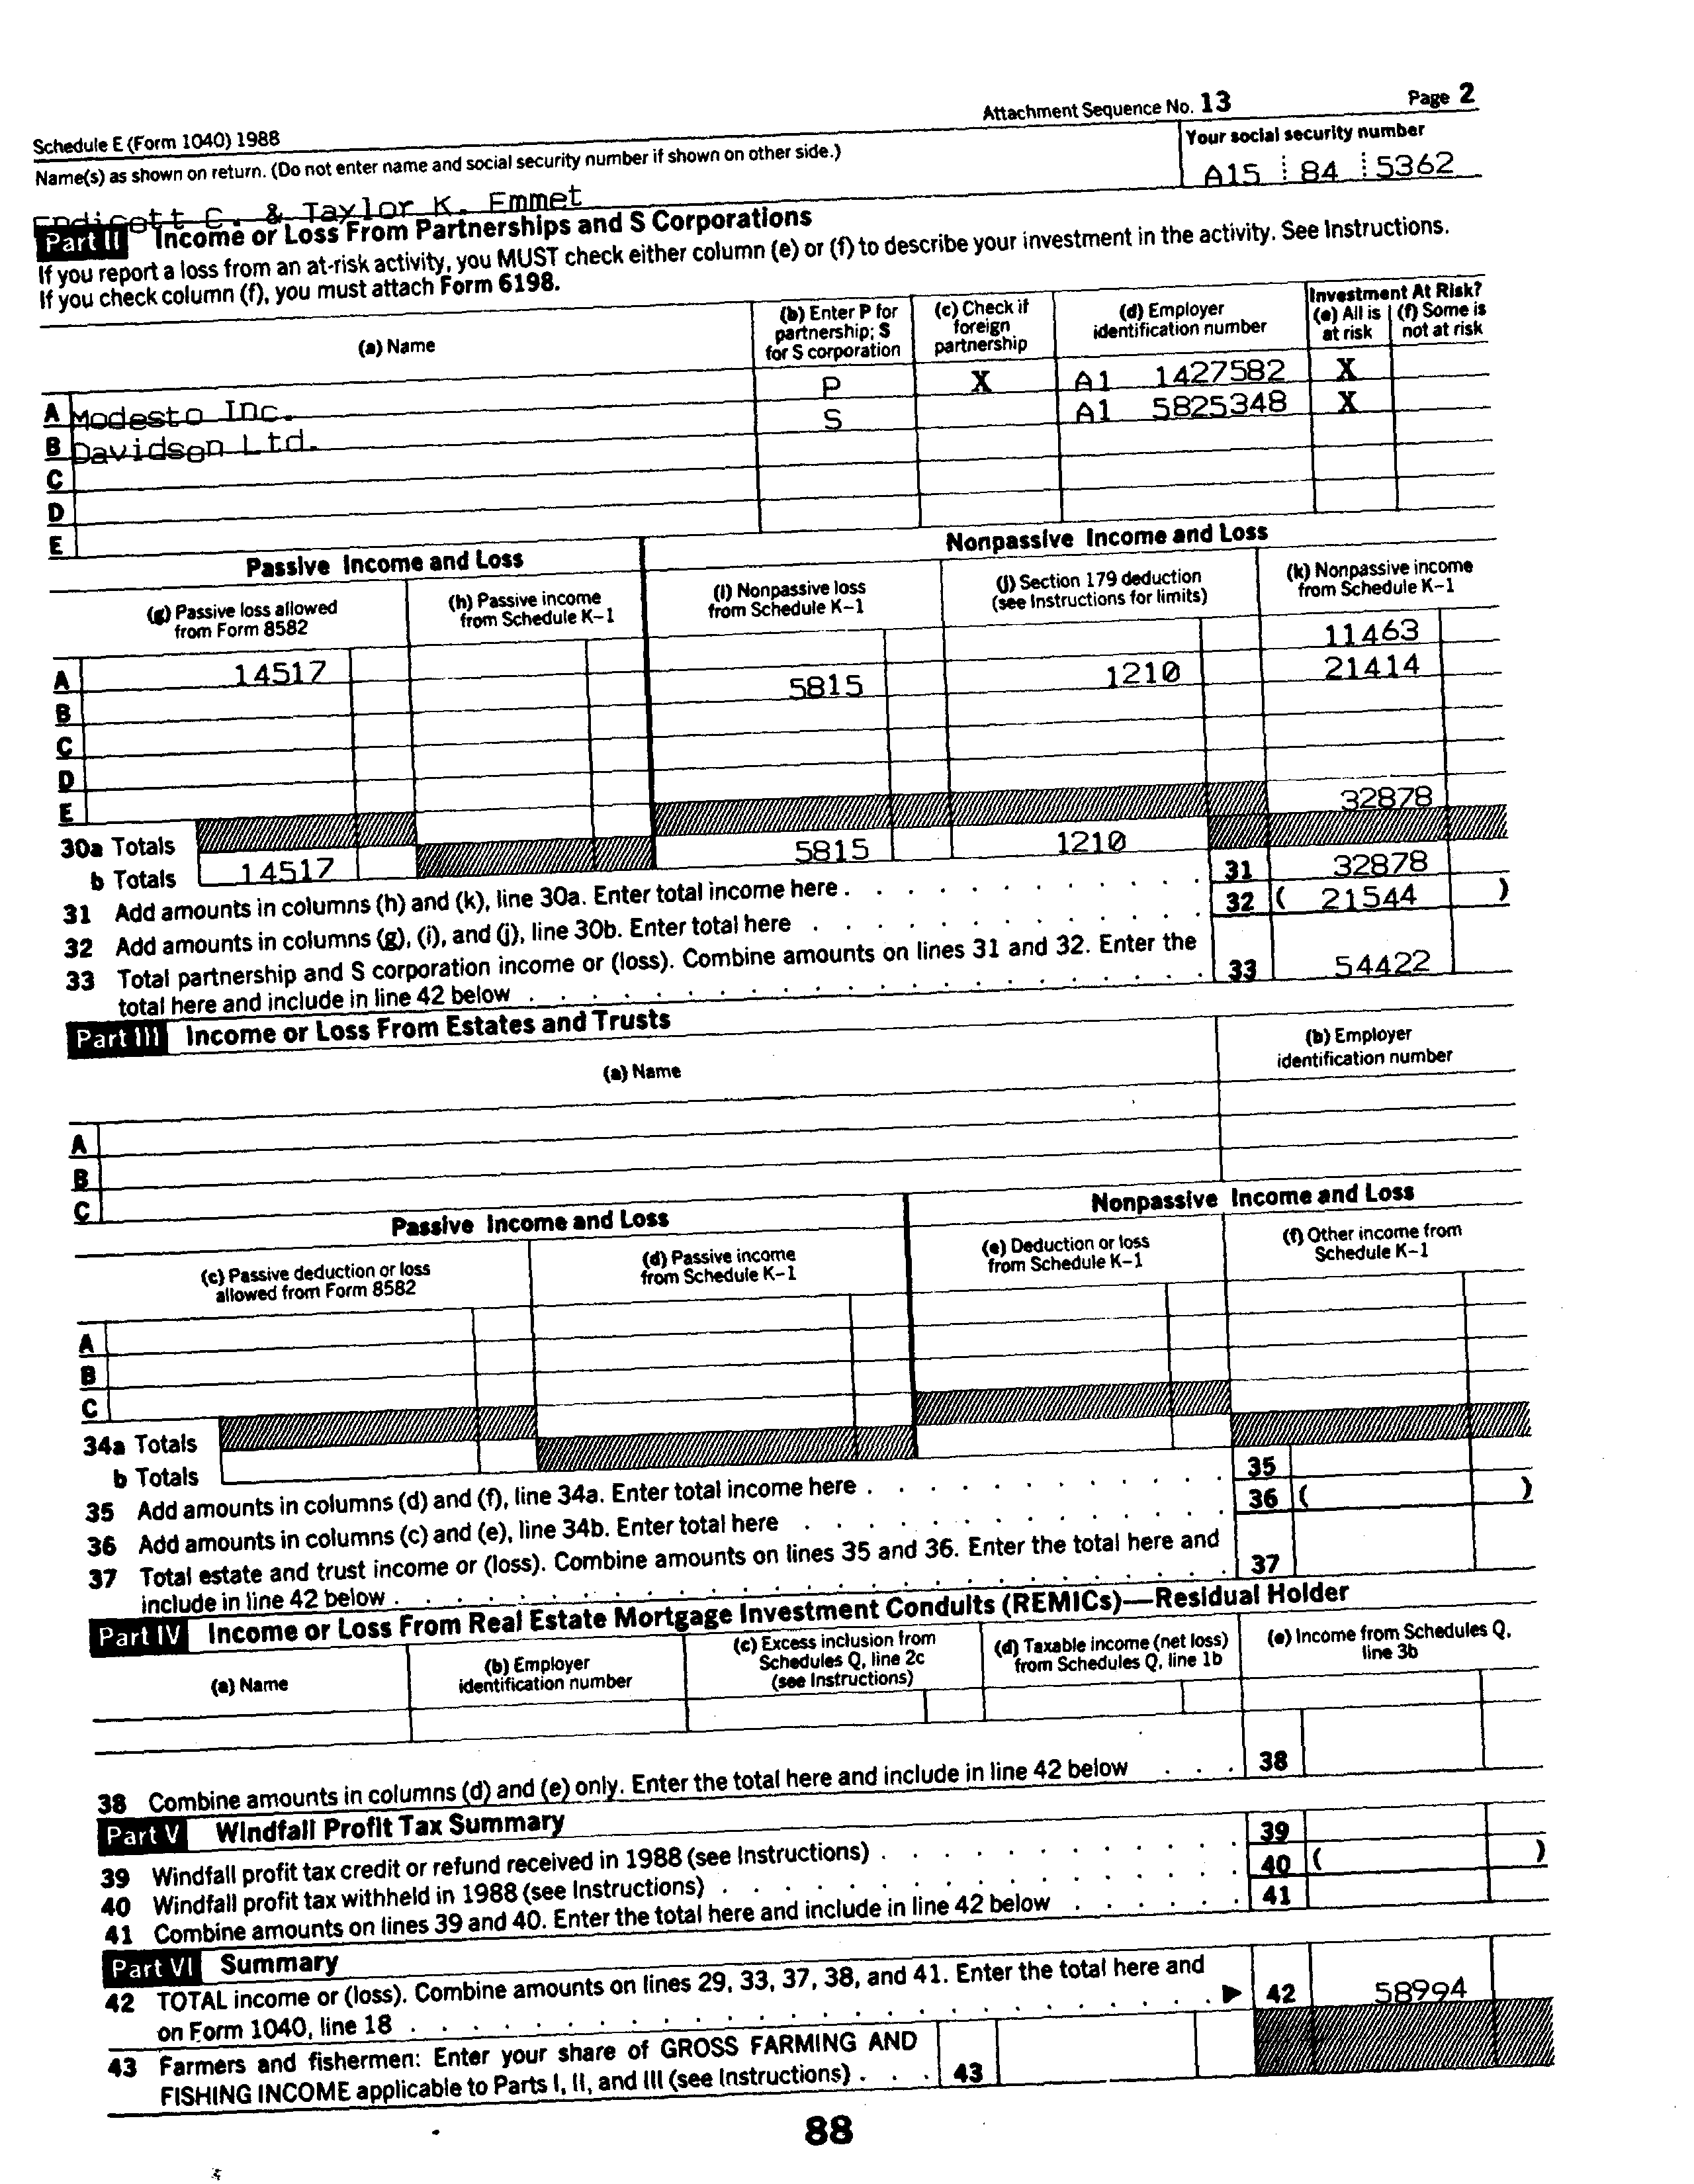 Schedule E (Form 1040) 1988 Attachment Sequence No. 13 Page 2
Name(s) as shown on return. (Do not enter name and social security number if shown on other side.) Your social security number
Endicott C. & Taylor K. Emmet A15 84 5362
Part II Income or Loss From Partnerships and S Corporations
If you report a loss from an at-risk activity, you MUST check either column (e) or (f) to describe your investment in the activity. See Instructions.
If you check column (f), you must attach Form 6198.
(a) Name (b) Enter P for partnership; S for S corporation (c) Check if foreign partnership (d) Employer identification number Investment At Risk? (e) All is at risk (f) Some is not at risk
A Modesto Inc. P X A1 1427582 X
B Davidson Ltd. S A1 5825348 X
C
D
E
Passive Income and Loss Nonpassive Income and Loss
(g) Passive loss allowed from Form 8582 (h) Passive income from Schedule K-1 (i) Nonpassive loss from Schedule K-1 (j) Section 179 deduction (see Instructions for limits) (k) Nonpassive income from Schedule K-1
A 14517 11463
B 5815 1210 21414
C
D
E
30a Totals 32878
b Totals 14517 5815 1210
31 Add amounts in columns (h) and (k), line 30a. Enter total income here 31 32878
32 Add amounts in columns (g), (i), and (j), line 30b. Enter total here 32 ( 21544 )
33 Total partnership and S corporation income or (loss). Combine amounts on lines 31 and 32. Enter the
total here and include in line 42 below 33 54422
Part III Income or Loss From Estates and Trusts
(a) Name (b) Employer identification number
A
B
C
Passive Income and Loss Nonpassive Income and Loss
(c) Passive deduction or loss allowed from Form 8582 (d) Passive income from Schedule K-1 (e) Deduction or loss from Schedule K-1 (f) Other income from Schedule K-1
A
B
C
34a Totals
b Totals
35 Add amounts in columns (d) and (f), line 34a. Enter total income here 35
36 Add amounts in columns (c) and (e), line 34b. Enter total here 36 ( )
37 Total estate and trust income or (loss). Combine amounts on lines 35 and 36. Enter the total here and
include in line 42 below 37
Part IV Income or Loss From Real Estate Mortgage Investment Conduits (REMICs)—Residual Holder
(a) Name (b) Employer identification number (c) Excess inclusion from Schedules Q, line 2c (see Instructions) (d) Taxable income (net loss) from Schedules Q, line 1b (e) Income from Schedules Q, line 3b
38 Combine amounts in columns (d) and (e) only. Enter the total here and include in line 42 below 38
Part V Windfall Profit Tax Summary
39 Windfall profit tax credit or refund received in 1988 (see Instructions) 39
40 Windfall profit tax withheld in 1988 (see Instructions) 40 ( )
41 Combine amounts on lines 39 and 40. Enter the total here and include in line 42 below 41
Part VI Summary
42 TOTAL income or (loss). Combine amounts on lines 29, 33, 37, 38, and 41. Enter the total here and
on Form 1040, line 18 ▶ 42 58994
43 Farmers and fishermen: Enter your share of GROSS FARMING AND
FISHING INCOME applicable to Parts I, II, and III (see Instructions) 43
88